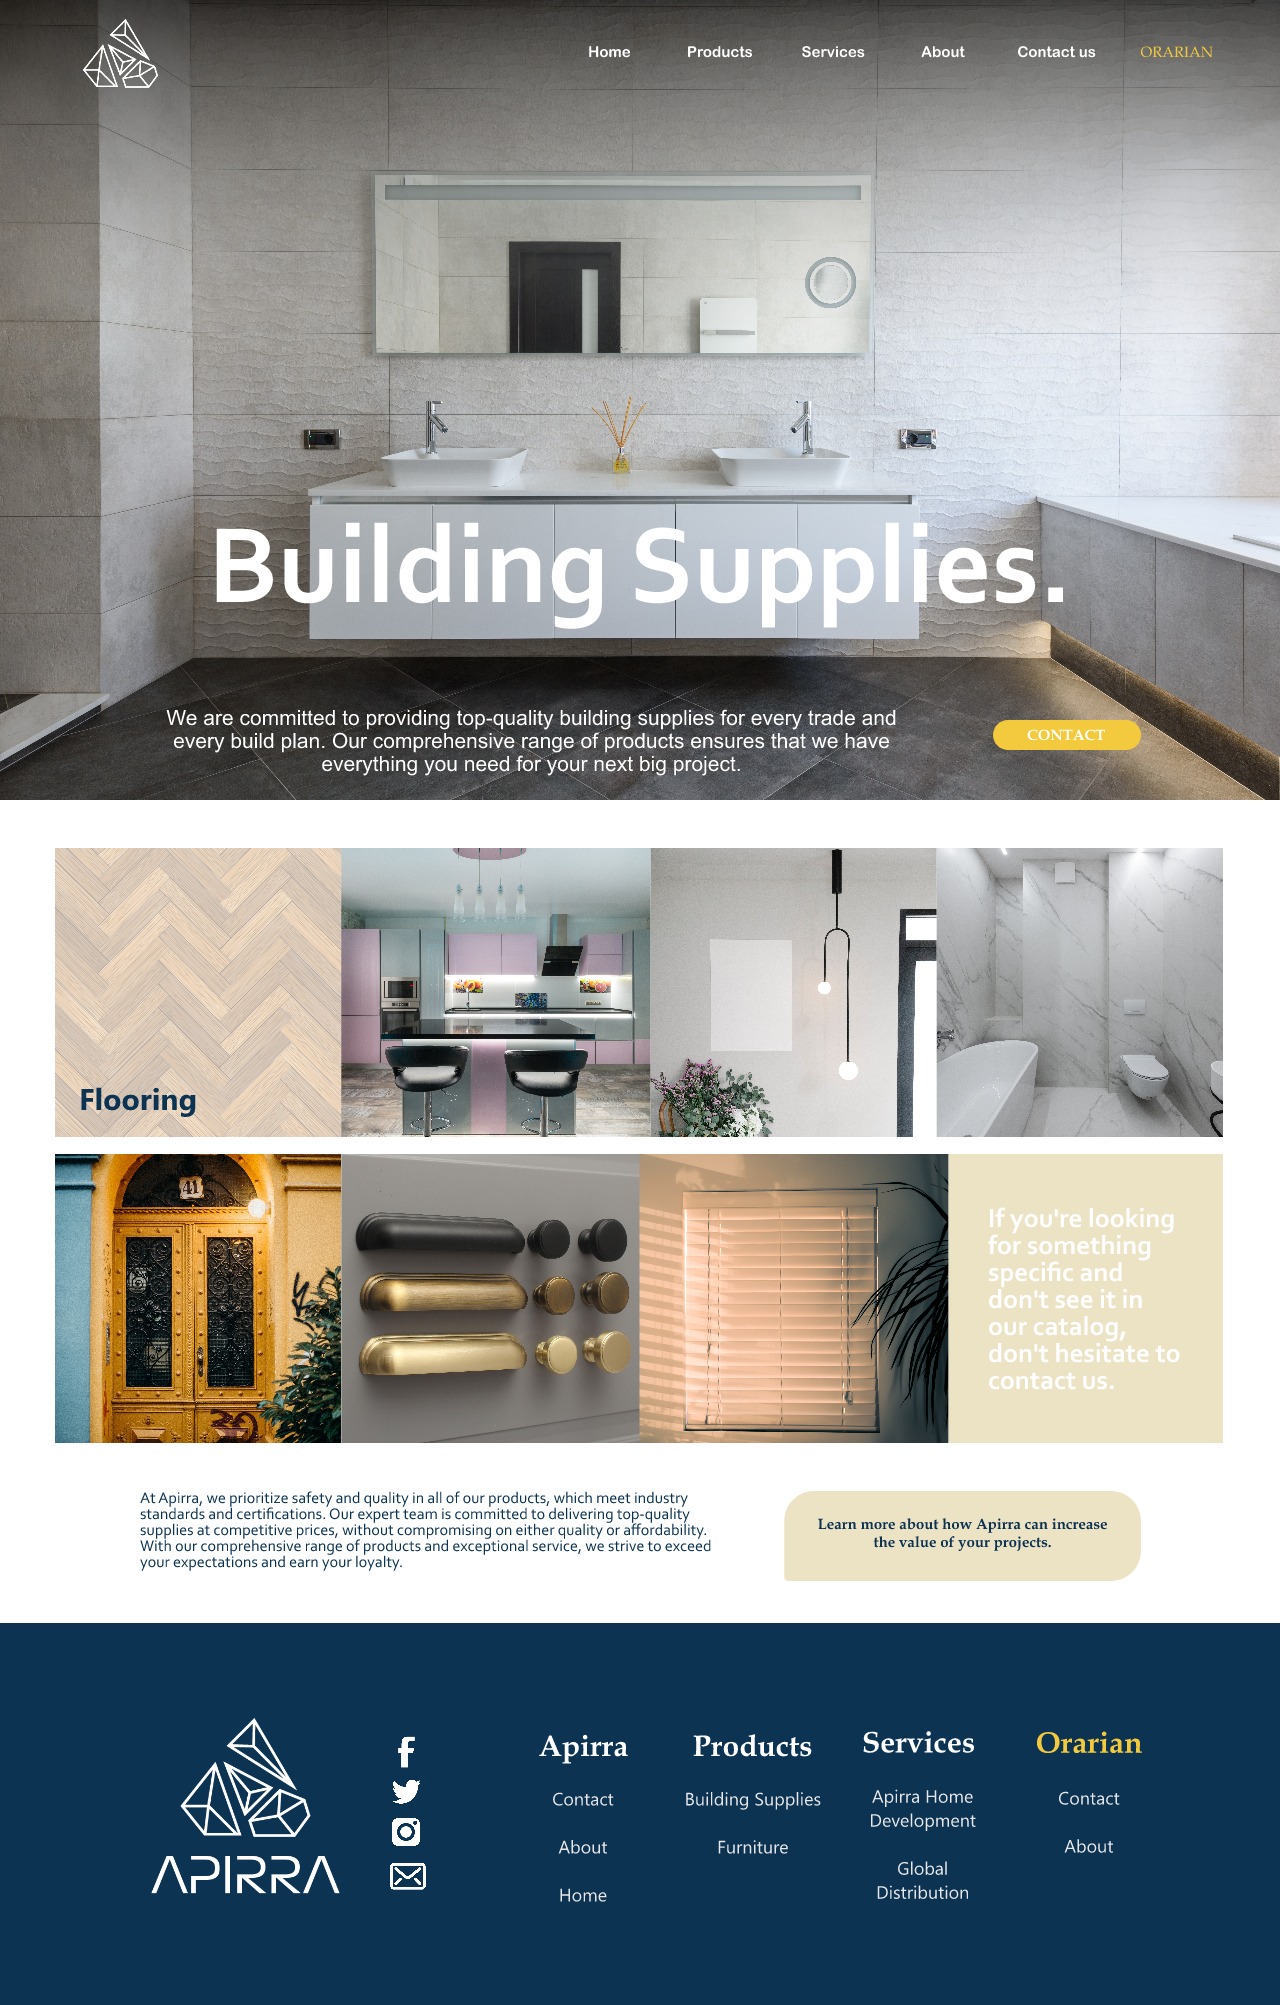 Home Products Services About Contact us ORARIAN
Building Supplies.
We are committed to providing top-quality building supplies for every trade and
every build plan. Our comprehensive range of products ensures that we have
everything you need for your next big project.
CONTACT
Flooring
41
If you're looking
for something
specific and
don't see it in
our catalog,
don't hesitate to
contact us.
At Apirra, we prioritize safety and quality in all of our products, which meet industry
standards and certifications. Our expert team is committed to delivering top-quality
supplies at competitive prices, without compromising on either quality or affordability.
With our comprehensive range of products and exceptional service, we strive to exceed
your expectations and earn your loyalty.
Learn more about how Apirra can increase
the value of your projects.
APIRRA
Apirra
Contact
About
Home
Products
Building Supplies
Furniture
Services
Apirra Home
Development
Global
Distribution
Orarian
Contact
About